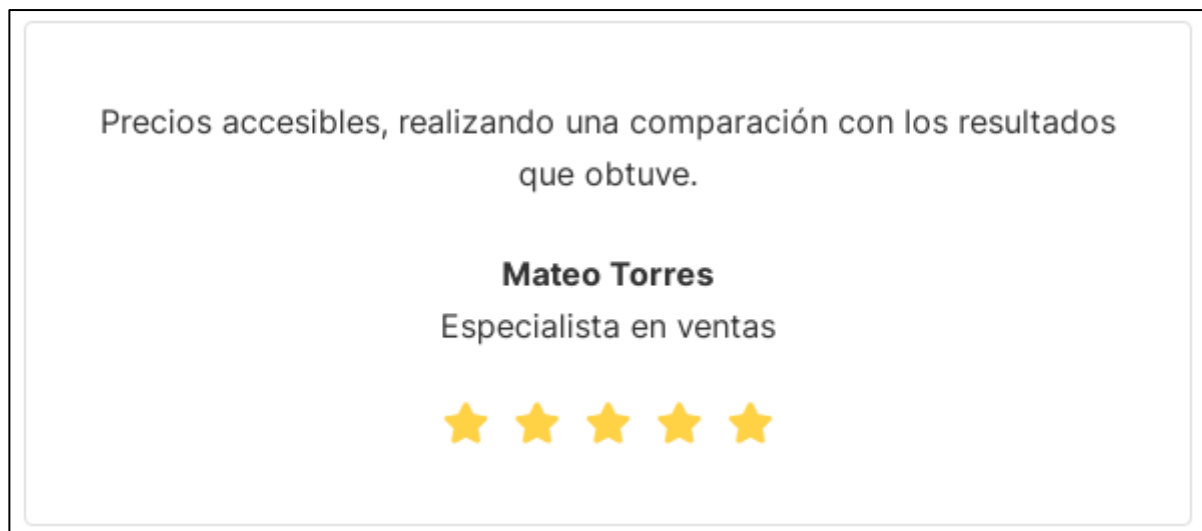 Precios accesibles, realizando una comparación con los resultados
que obtuve.
Mateo Torres
Especialista en ventas